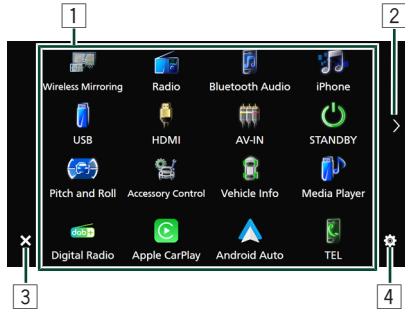 1 2
Wireless Mirroring Radio Bluetooth Audio iPhone
USB HDMI AV-IN STANDBY
Pitch and Roll Accessory Control Vehicle Info Media Player
dab+
Digital Radio Apple CarPlay Android Auto TEL
3 4